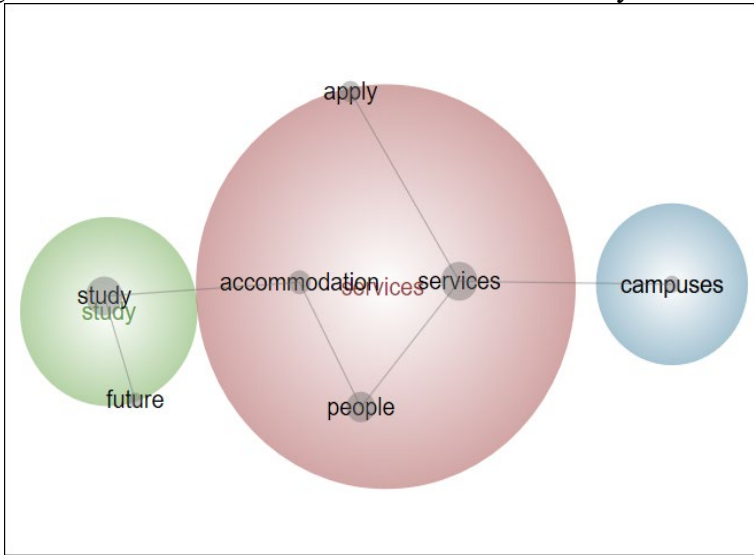 apply
accommodation
services
services
campuses
study
study
future
people